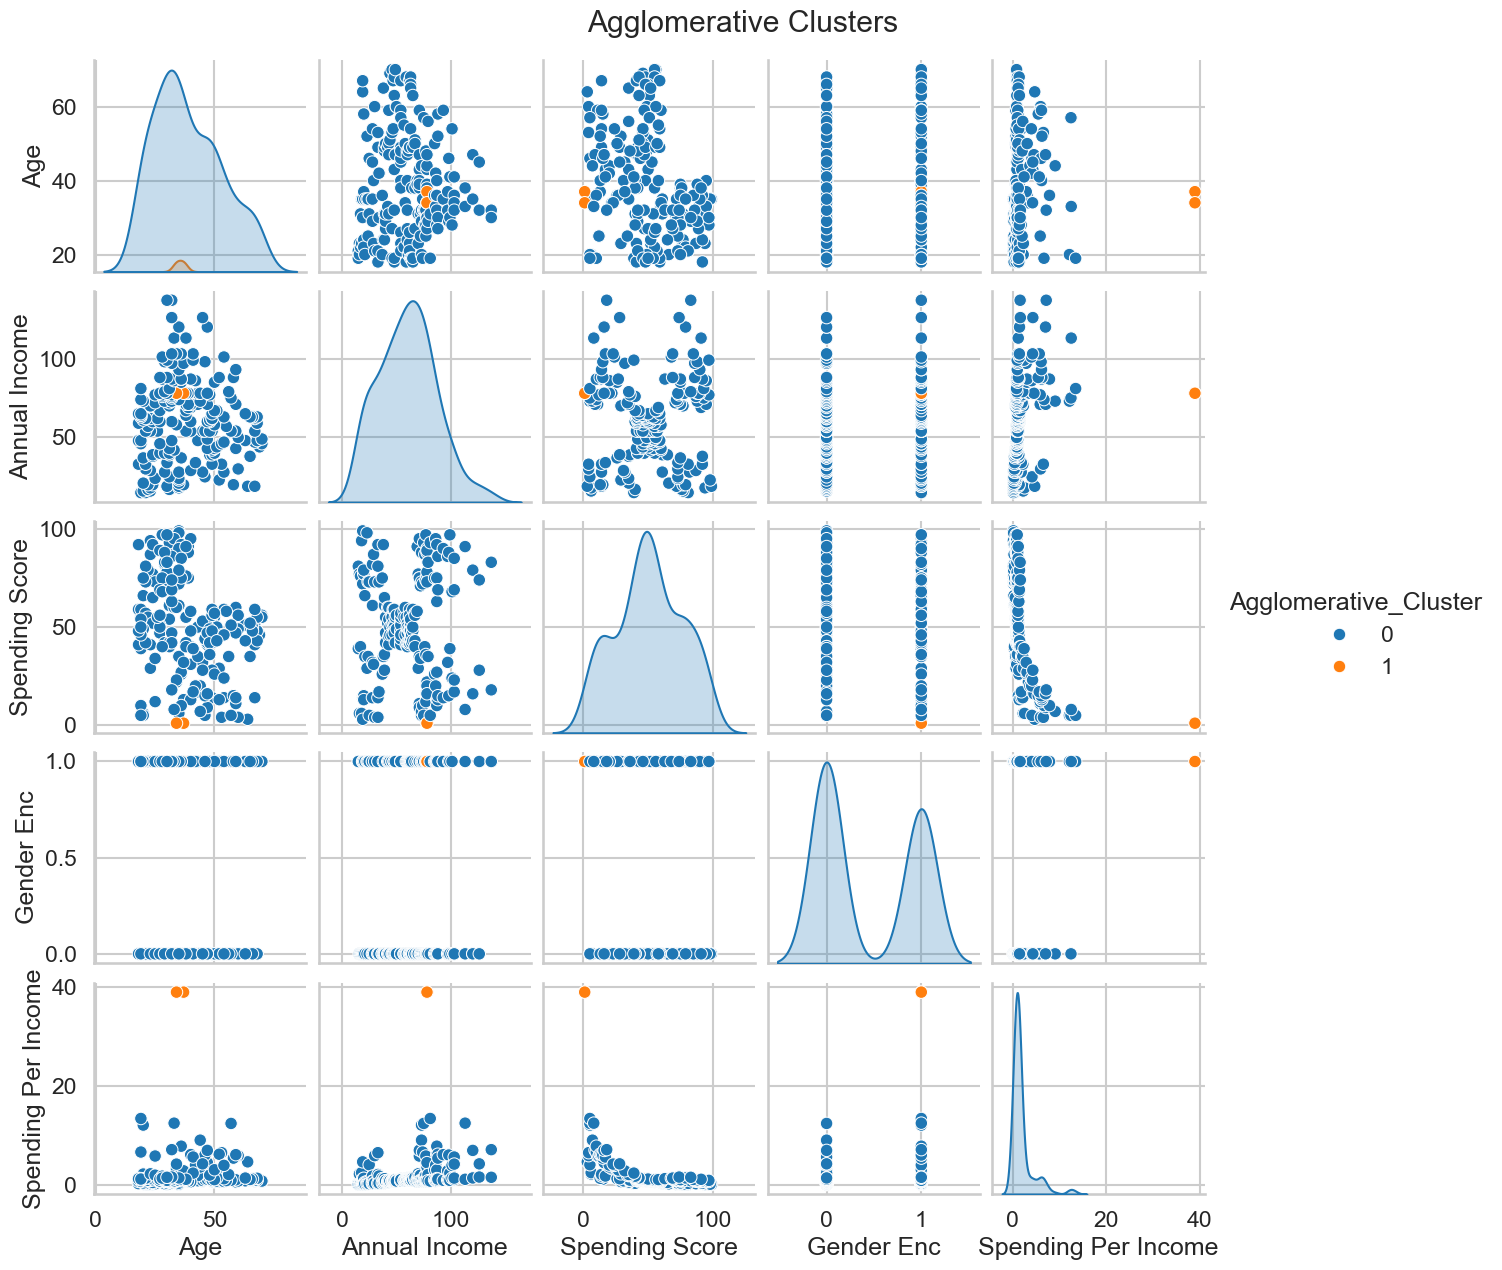 Agglomerative Clusters
Age
60
40
20
Annual Income
100
50
Spending Score
100
50
0
Gender Enc
1.0
0.5
0.0
Spending Per Income
40
20
0
0 50
0 100
0 100
0 1
0 20 40
Age
Annual Income
Spending Score
Gender Enc
Spending Per Income
Agglomerative_Cluster
0
1